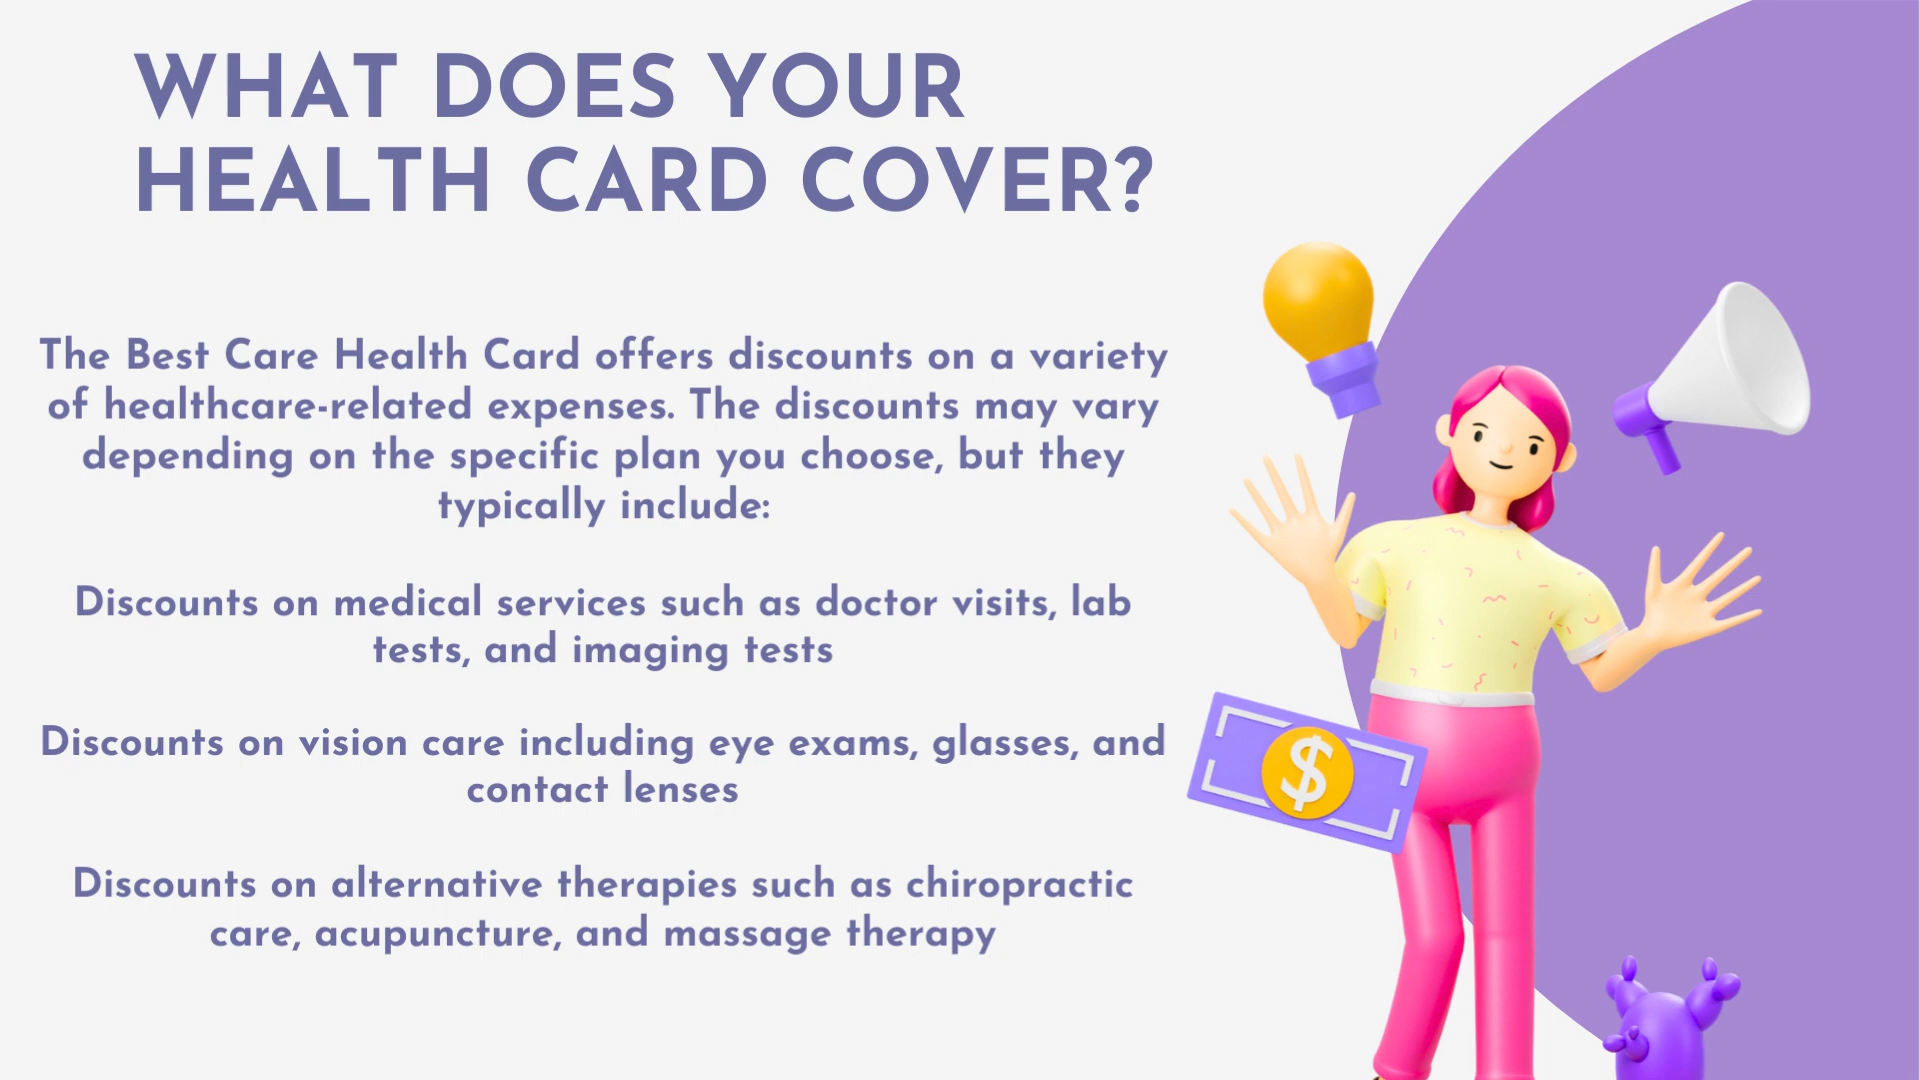 WHAT DOES YOUR
HEALTH CARD COVER?
The Best Care Health Card offers discounts on a variety
of healthcare-related expenses. The discounts may vary
depending on the specific plan you choose, but they
typically include:
Discounts on medical services such as doctor visits, lab
tests, and imaging tests
Discounts on vision care including eye exams, glasses, and
contact lenses
Discounts on alternative therapies such as chiropractic
care, acupuncture, and massage therapy
$